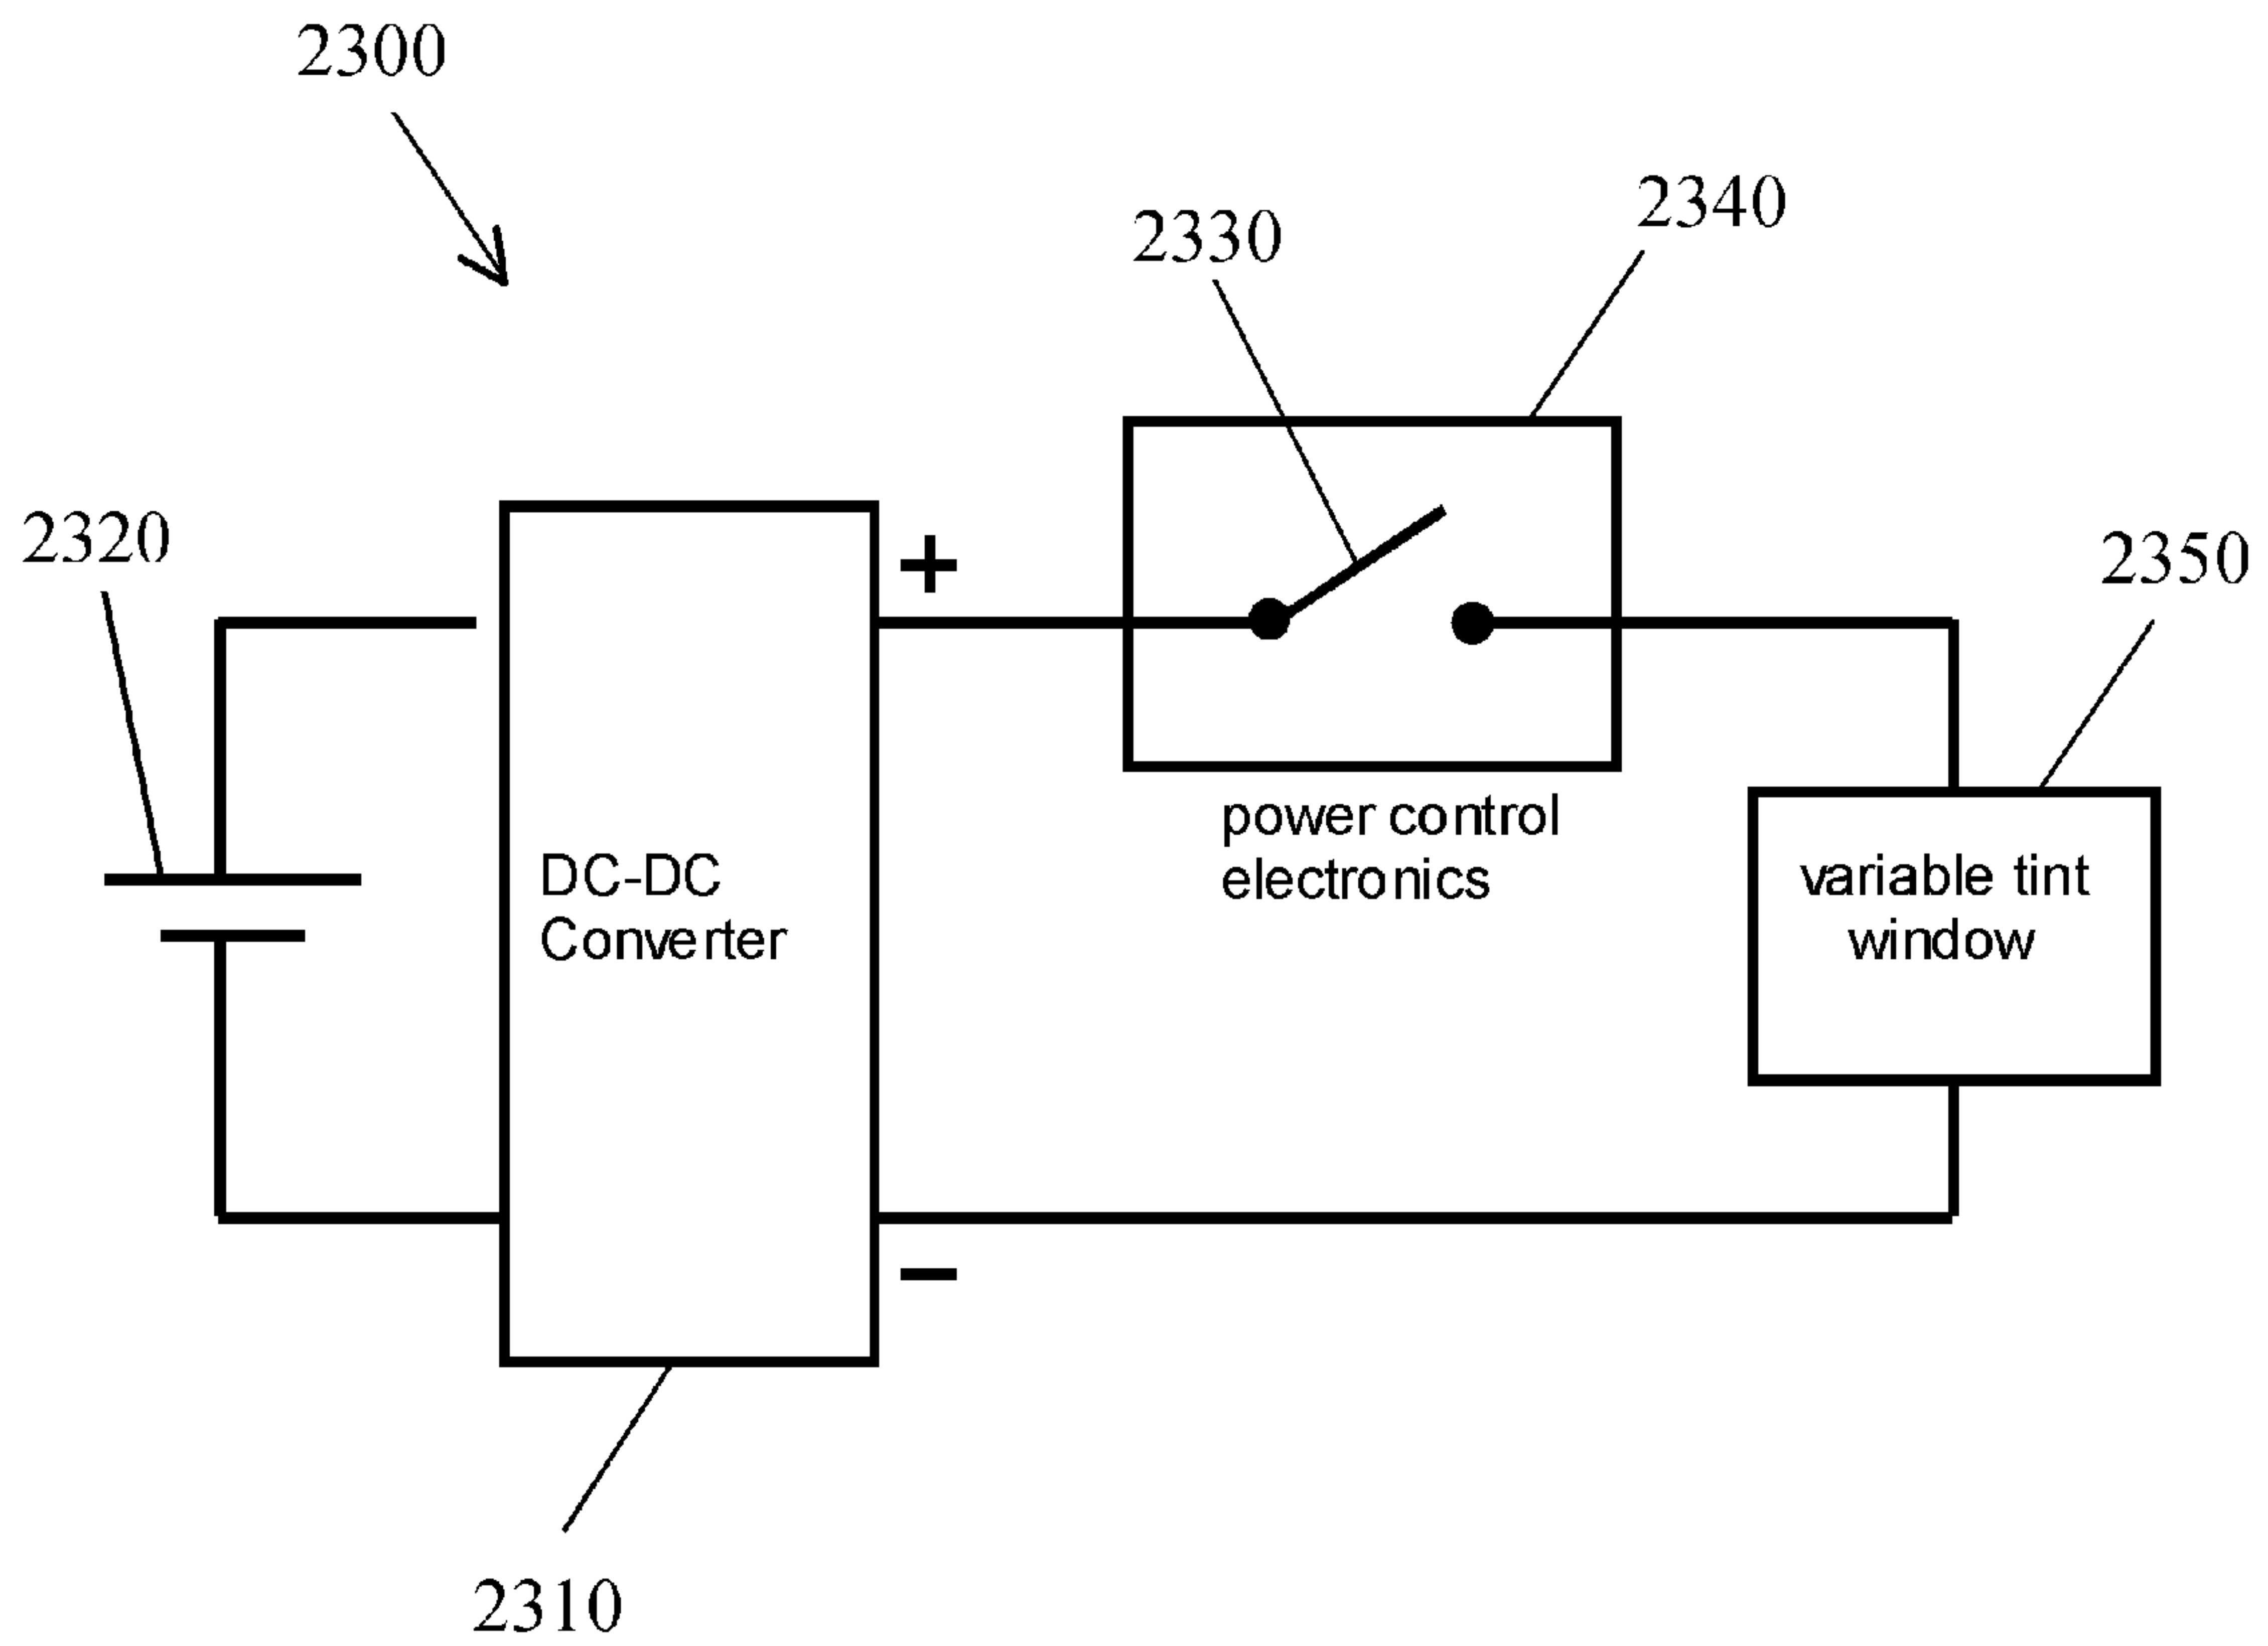 2300
2340
2330
2320
2350
+
power control
electronics
DC-DC
Converter
variable tint
window
−
2310